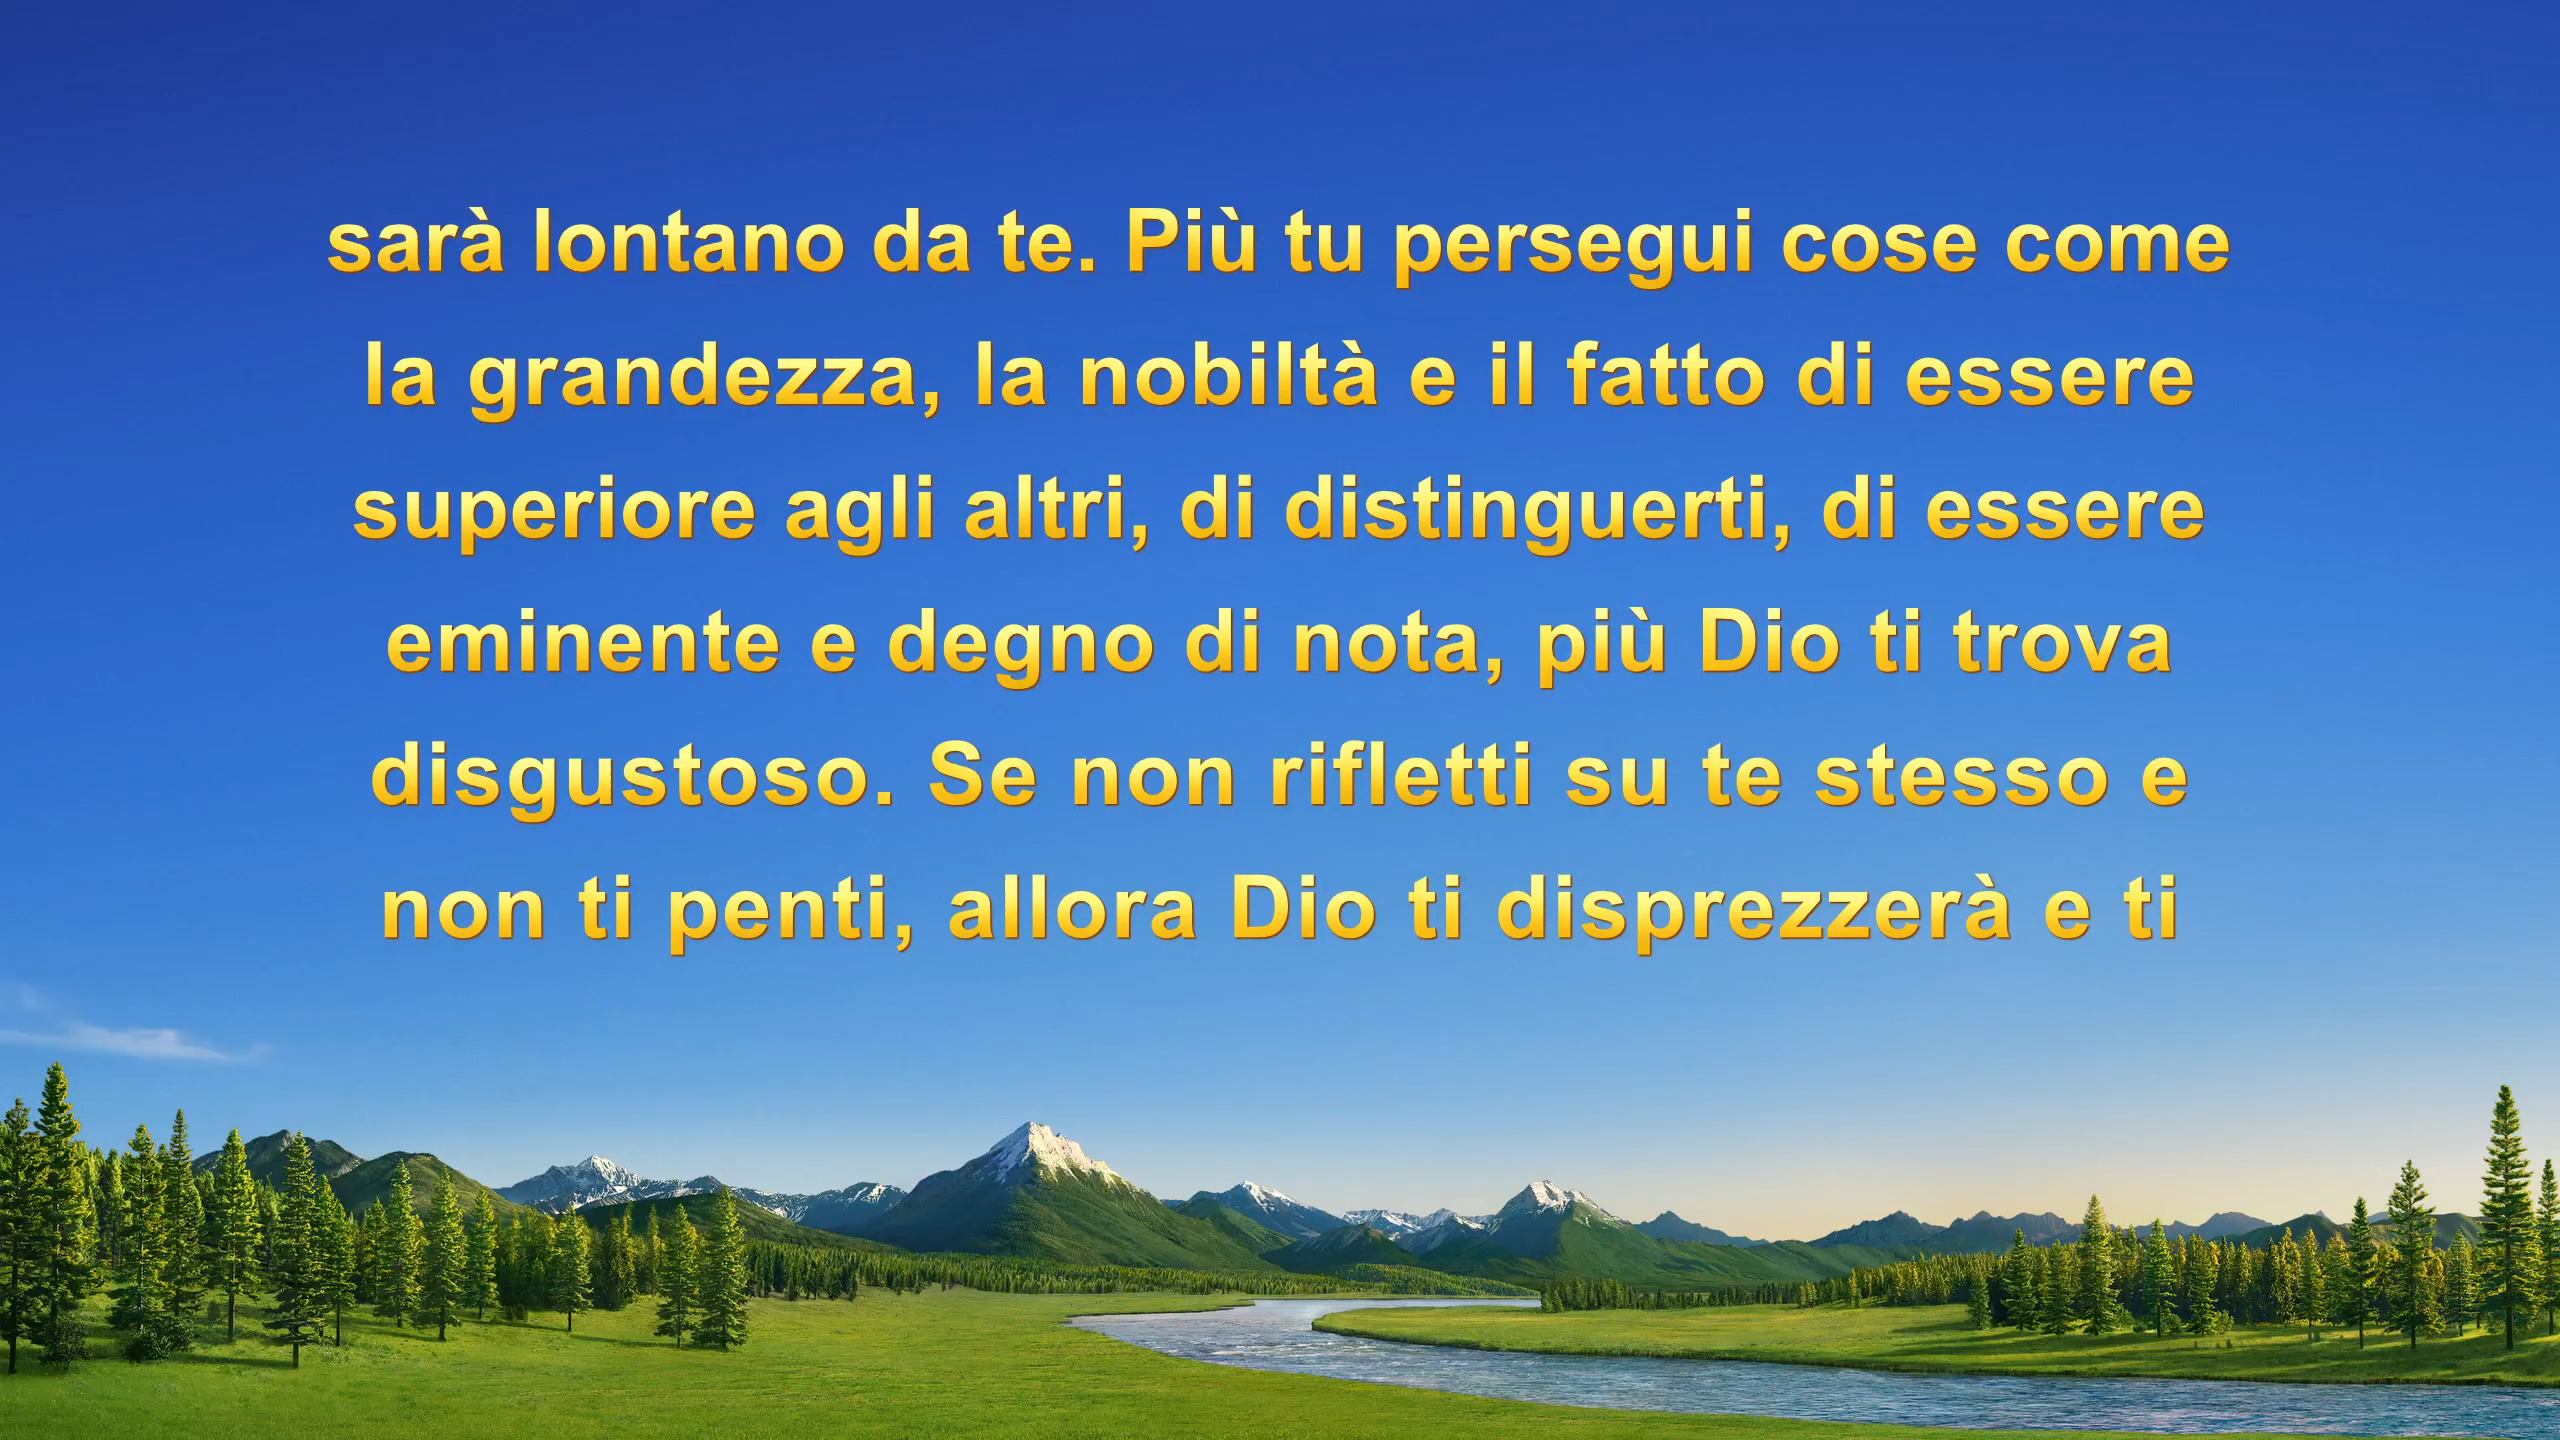 sarà lontano da te. Più tu persegui cose come
la grandezza, la nobiltà e il fatto di essere
superiore agli altri, di distinguerti, di essere
eminente e degno di nota, più Dio ti trova
disgustoso. Se non rifletti su te stesso e
non ti penti, allora Dio ti disprezzerà e ti